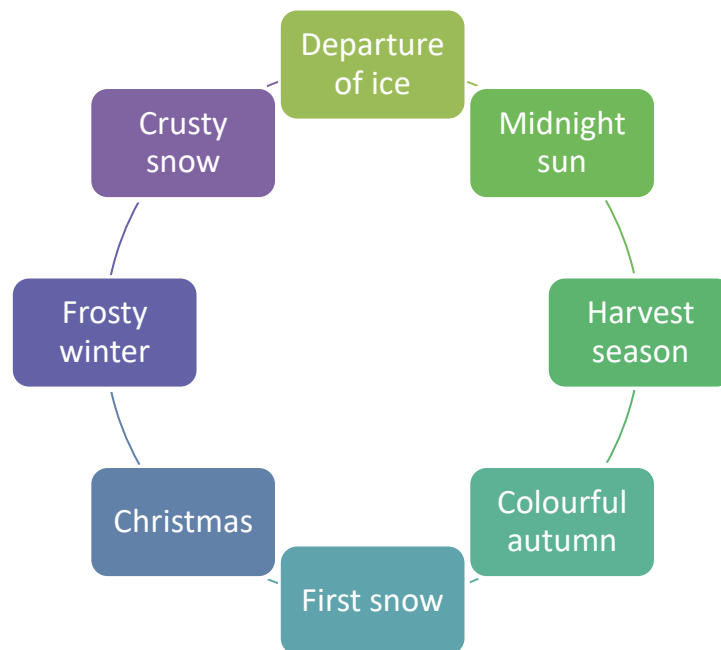 Departure
of ice
Midnight
sun
Harvest
season
Colourful
autumn
First snow
Christmas
Frosty
winter
Crusty
snow